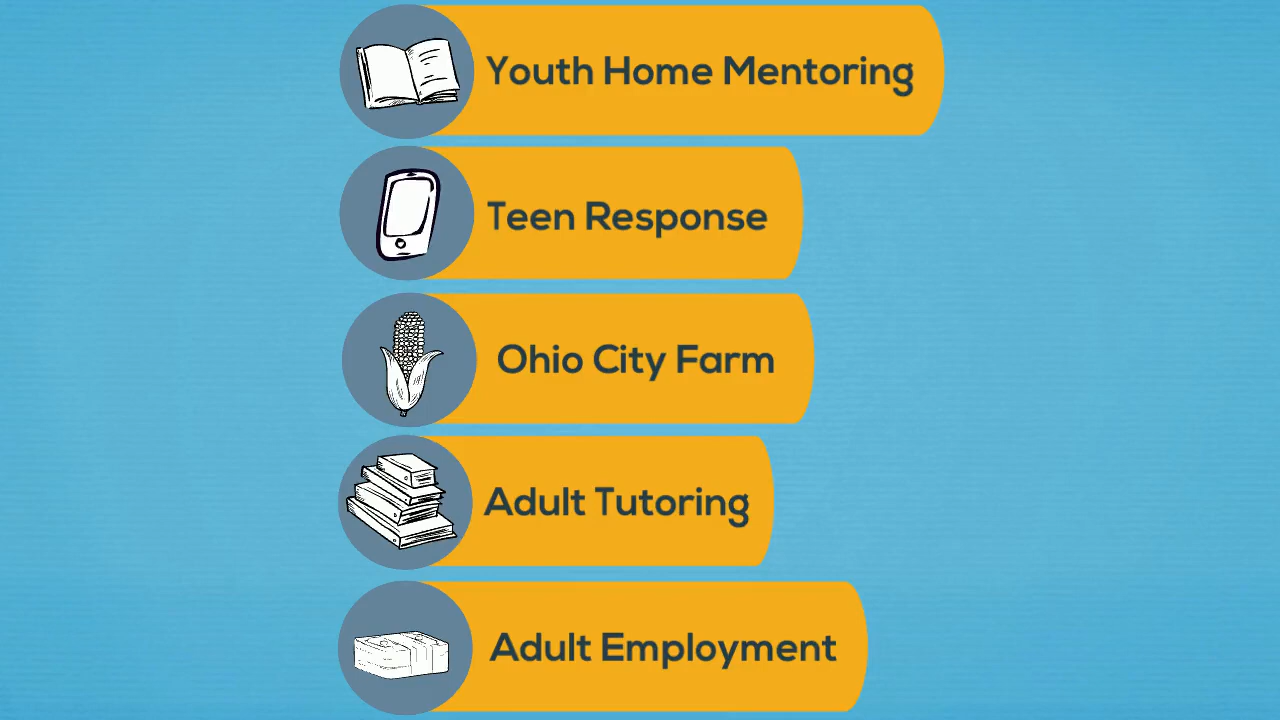 Youth Home Mentoring
Teen Response
Ohio City Farm
Adult Tutoring
Adult Employment